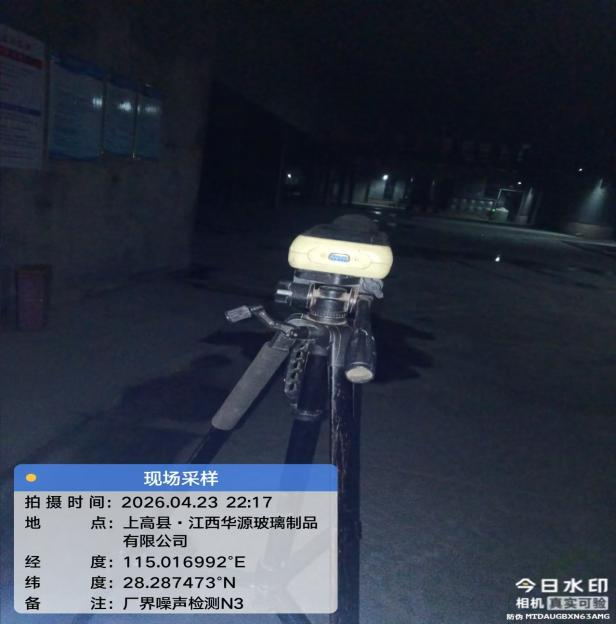 现场采样
拍摄时间：2026.04.23 22:17
地 点：上高县·江西华源玻璃制品
有限公司
经 度：115.016992°E
纬 度：28.287473°N
备 注：厂界噪声检测N3
今日水印
相机 真实可验
防伪 MTDAUGBXN63AMG